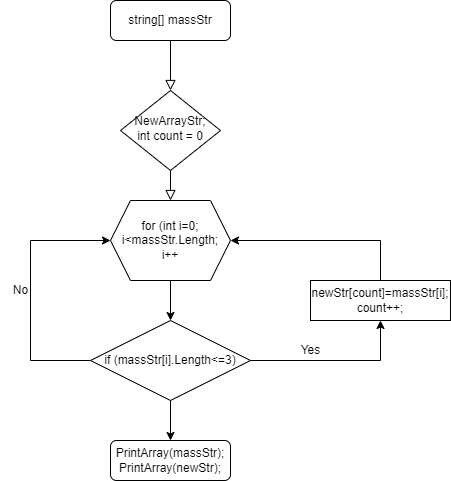 string[] massStr
NewArrayStr;
int count = 0
for (int i=0;
i<massStr.Length;
i++
newStr[count]=massStr[i];
count++;
No
Yes
if (massStr[i].Length<=3)
PrintArray(massStr);
PrintArray(newStr);